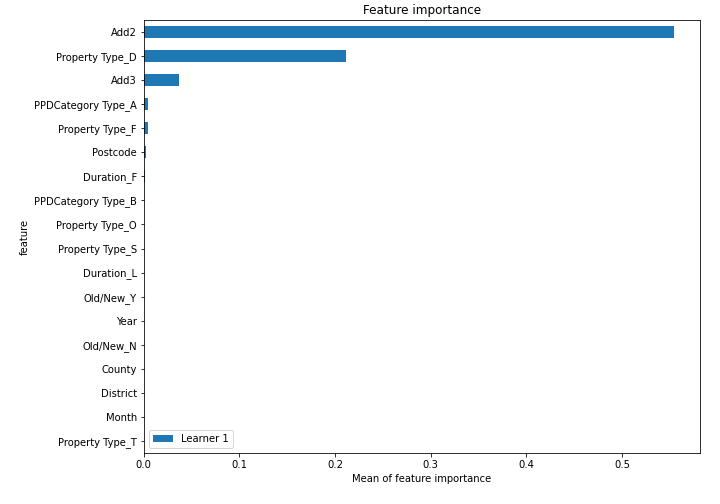 Feature importance
Add2
Property Type_D
Add3
PPDCategory Type_A
Property Type_F
Postcode
Duration_F
PPDCategory Type_B
Property Type_O
Property Type_S
Duration_L
Old/New_Y
Year
Old/New_N
County
District
Month
Property Type_T
feature
Learner 1
0.0 0.1 0.2 0.3 0.4 0.5
Mean of feature importance